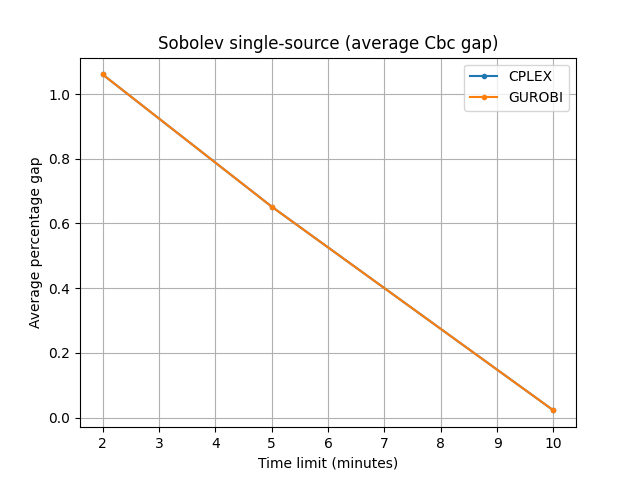 Sobolev single-source (average Cbc gap)
CPLEX
GUROBI
Average percentage gap
1.0
0.8
0.6
0.4
0.2
0.0
2 3 4 5 6 7 8 9 10
Time limit (minutes)